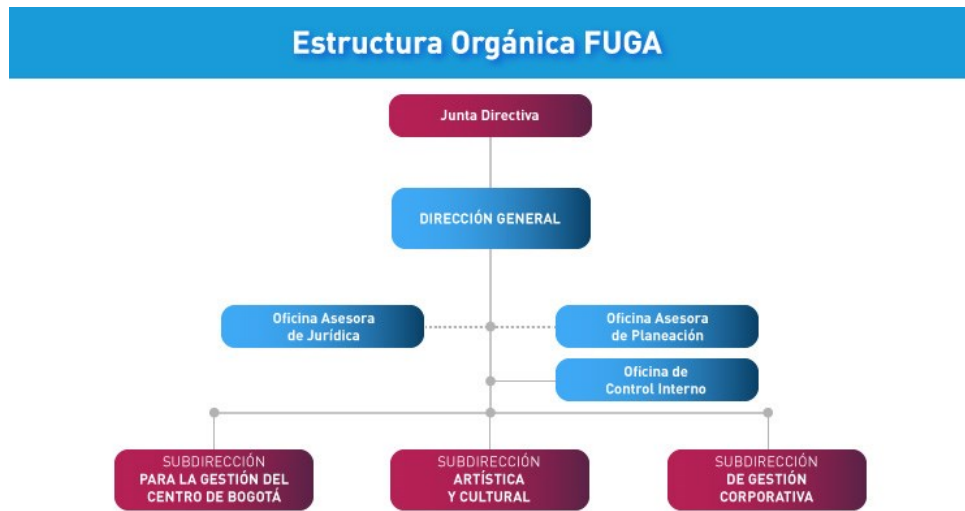 Estructura Orgánica FUGA
Junta Directiva
DIRECCIÓN GENERAL
Oficina Asesora
de Jurídica
Oficina Asesora
de Planeación
Oficina de
Control Interno
SUBDIRECCIÓN
PARA LA GESTIÓN DEL
CENTRO DE BOGOTÁ
SUBDIRECCIÓN
ARTÍSTICA
Y CULTURAL
SUBDIRECCIÓN
DE GESTIÓN
CORPORATIVA